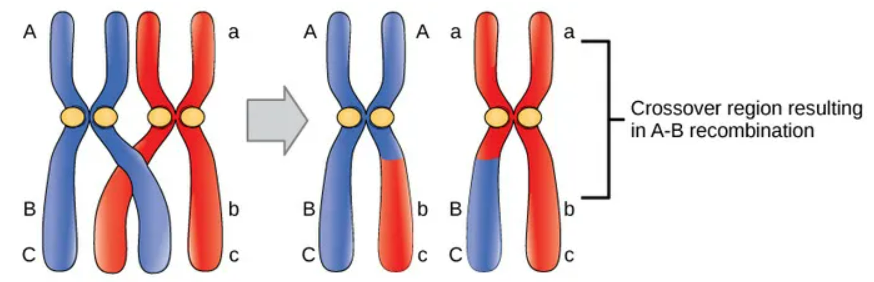 A a A A a a
Crossover region resulting
in A-B recombination
B b B b B b
C c C c C c